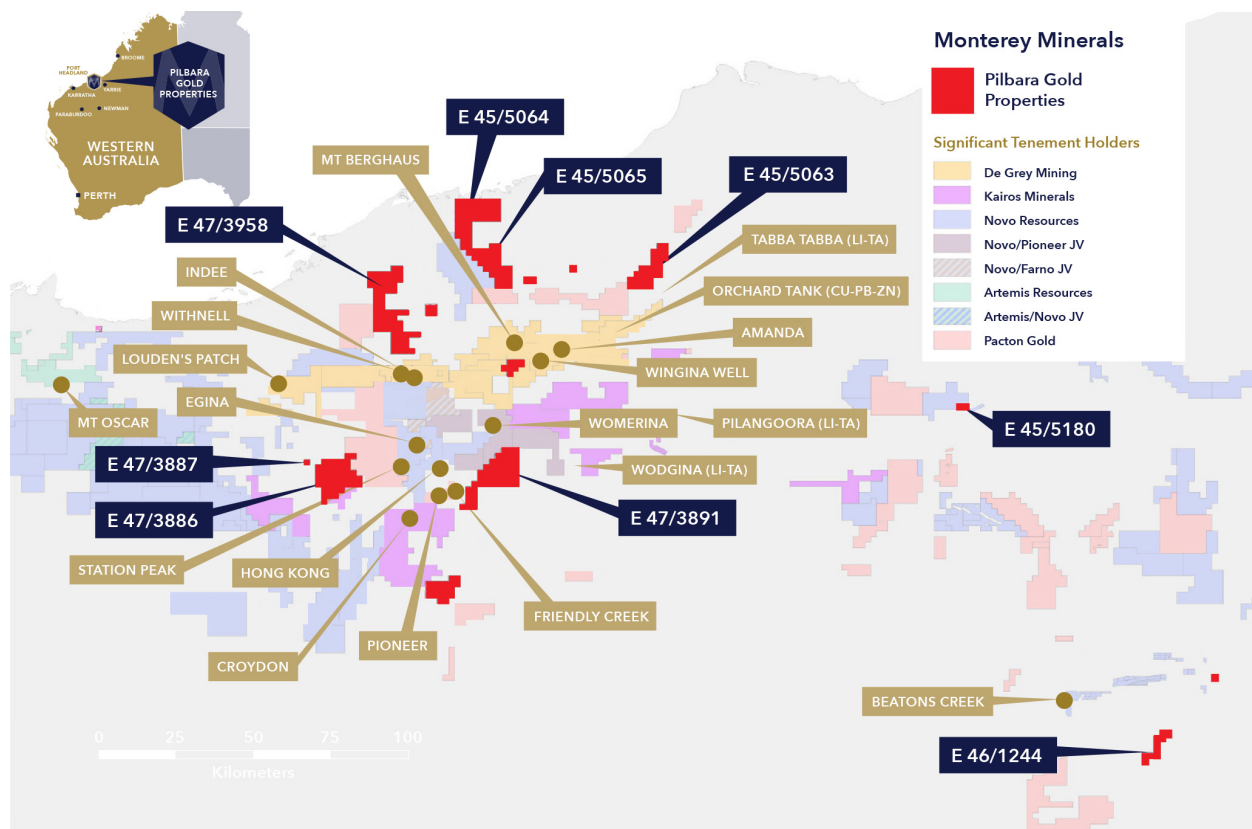 BROOME
PORT
HEADLAND
KARRATHA
YARRIE
PARABURDOO
NEWMAN
PILBARA
GOLD
PROPERTIES
WESTERN
AUSTRALIA
PERTH
Monterey Minerals
Pilbara Gold
Properties
Significant Tenement Holders
De Grey Mining
Kairos Minerals
Novo Resources
Novo/Pioneer JV
Novo/Farno JV
Artemis Resources
Artemis/Novo JV
Pacton Gold
E 45/5064
MT BERGHAUS
E 45/5065
E 45/5063
E 47/3958
TABBA TABBA (LI-TA)
INDEE
ORCHARD TANK (CU-PB-ZN)
WITHNELL
AMANDA
LOUDEN'S PATCH
WINGINA WELL
EGINA
MT OSCAR
WOMERINA
PILANGOORA (LI-TA)
E 45/5180
E 47/3887
WODGINA (LI-TA)
E 47/3886
E 47/3891
STATION PEAK
HONG KONG
FRIENDLY CREEK
PIONEER
CROYDON
BEATONS CREEK
0 25 50 75 100
Kilometers
E 46/1244